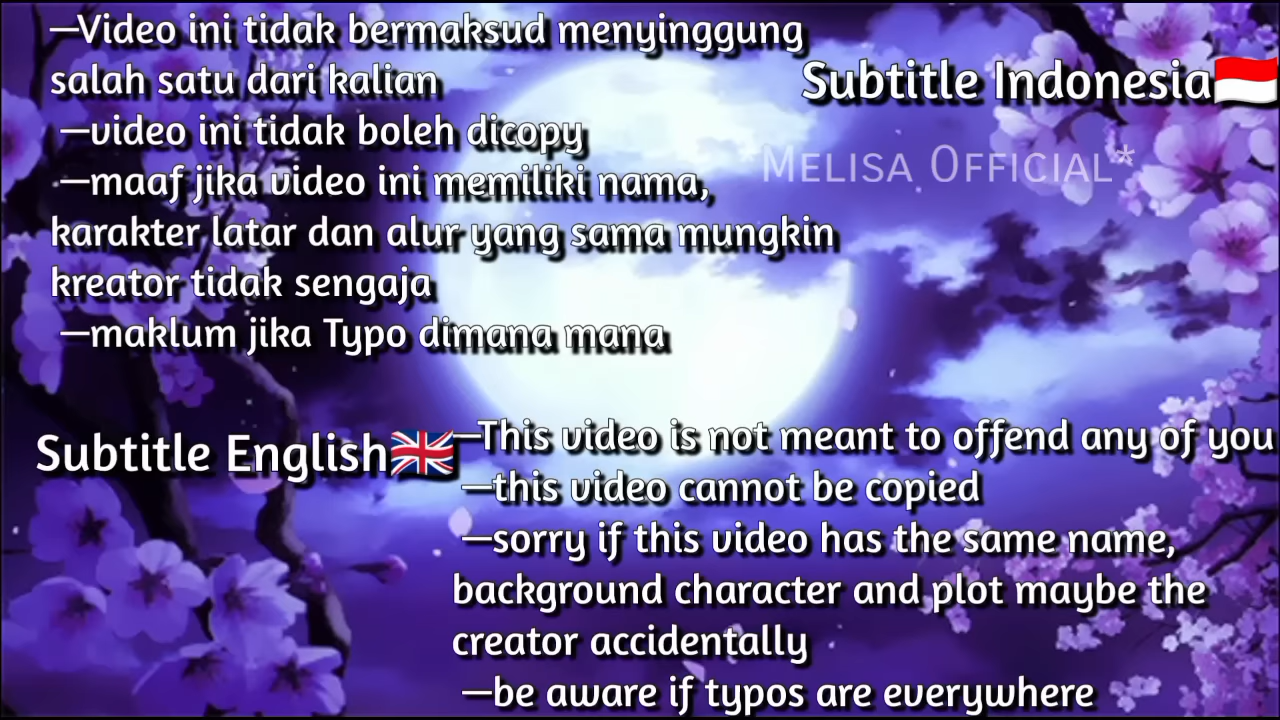 —Video ini tidak bermaksud menyinggung
salah satu dari kalian
—video ini tidak boleh dicopy
—maaf jika video ini memiliki nama,
karakter latar dan alur yang sama mungkin
kreator tidak sengaja
—maklum jika Typo dimana mana
Subtitle Indonesia🇮🇩
*Melisa Official*
Subtitle English🇬🇧
—This video is not meant to offend any of you
—this video cannot be copied
—sorry if this video has the same name,
background character and plot maybe the
creator accidentally
—be aware if typos are everywhere